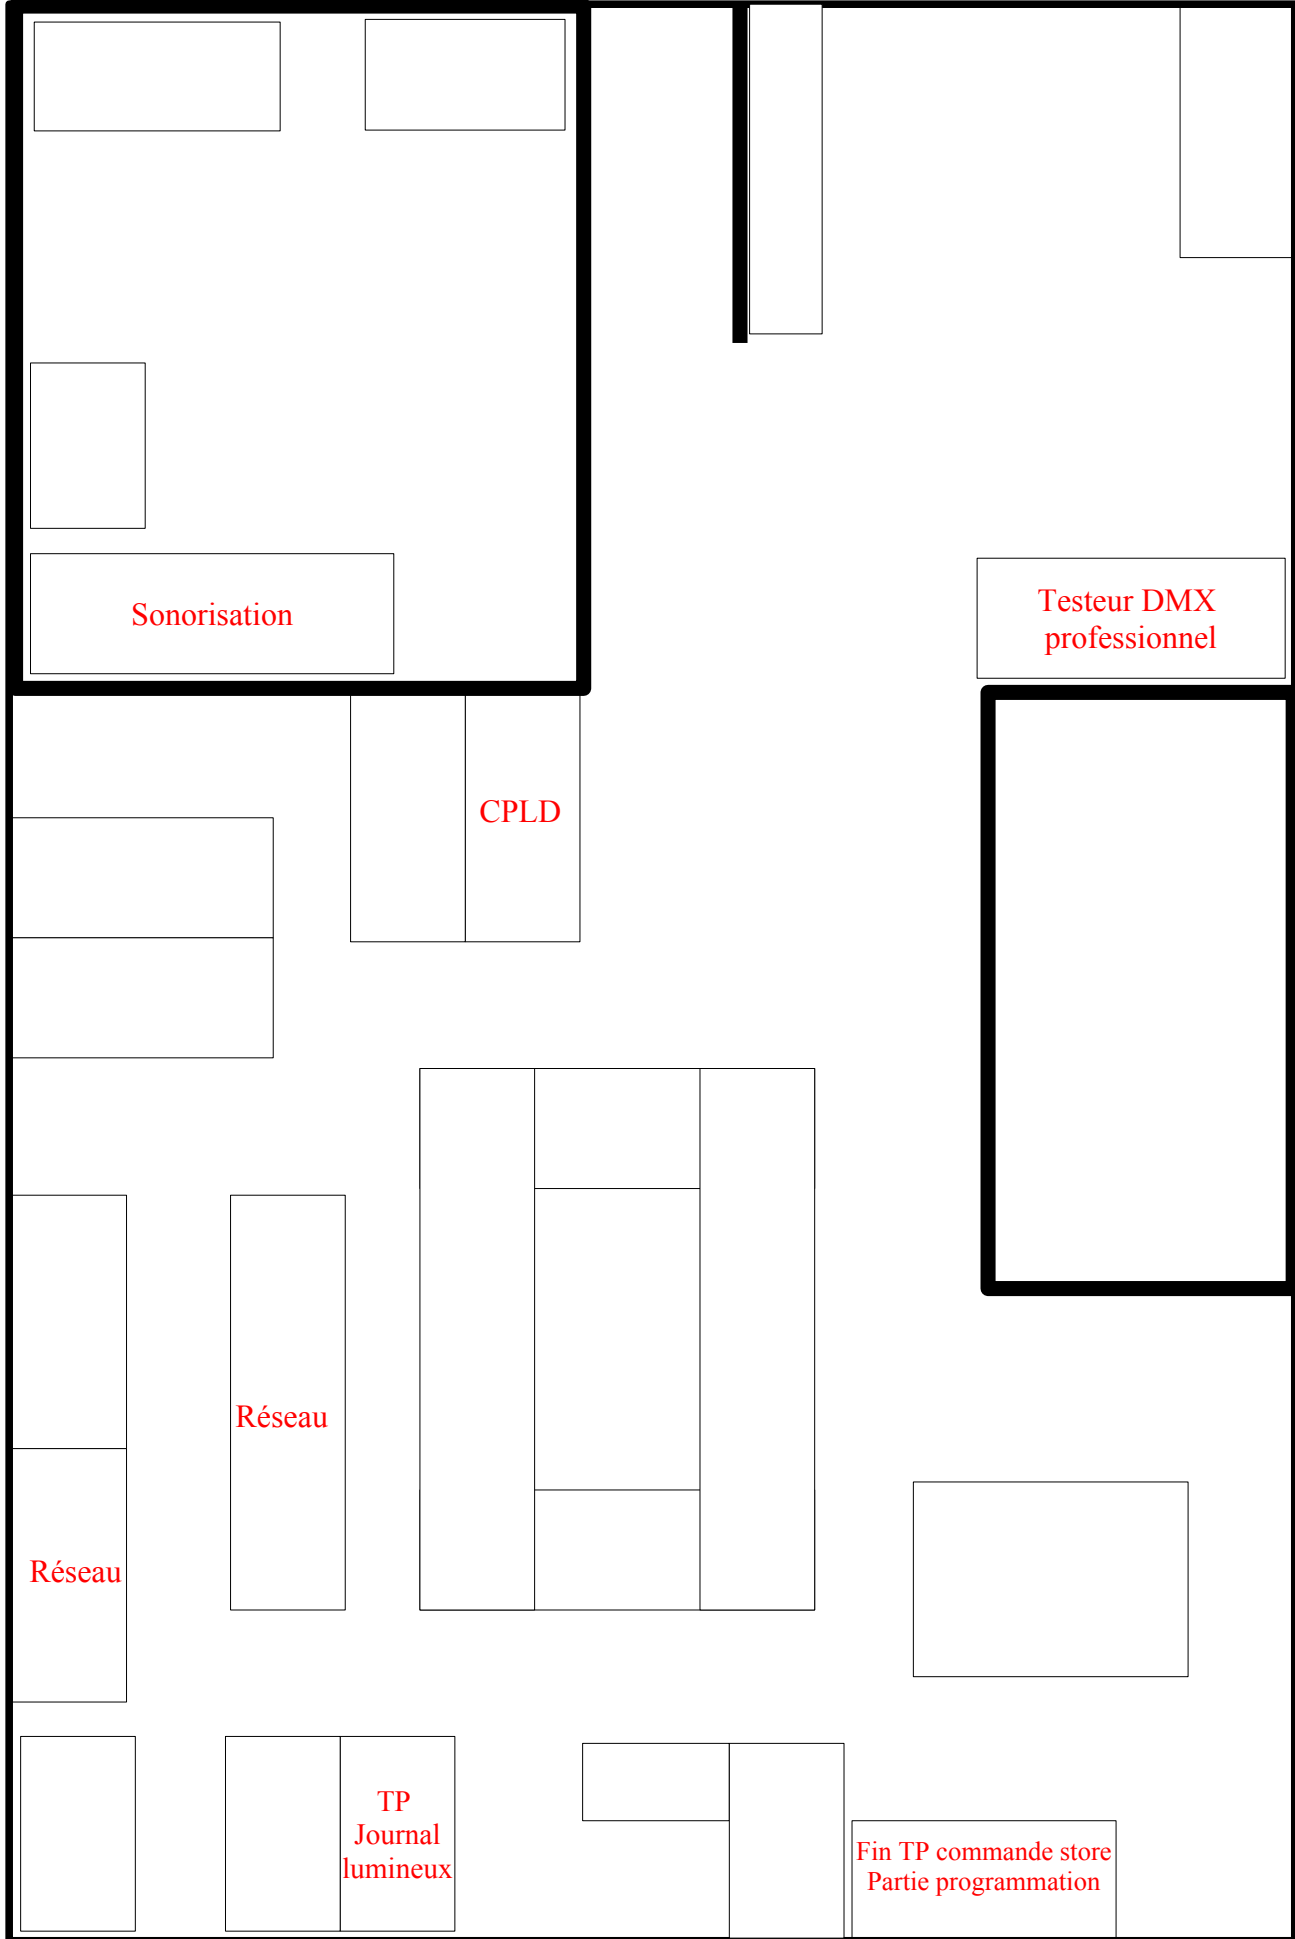 Sonorisation
Testeur DMX
professionnel
CPLD
Réseau
Réseau
TP
Journal
lumineux
Fin TP commande store
Partie programmation